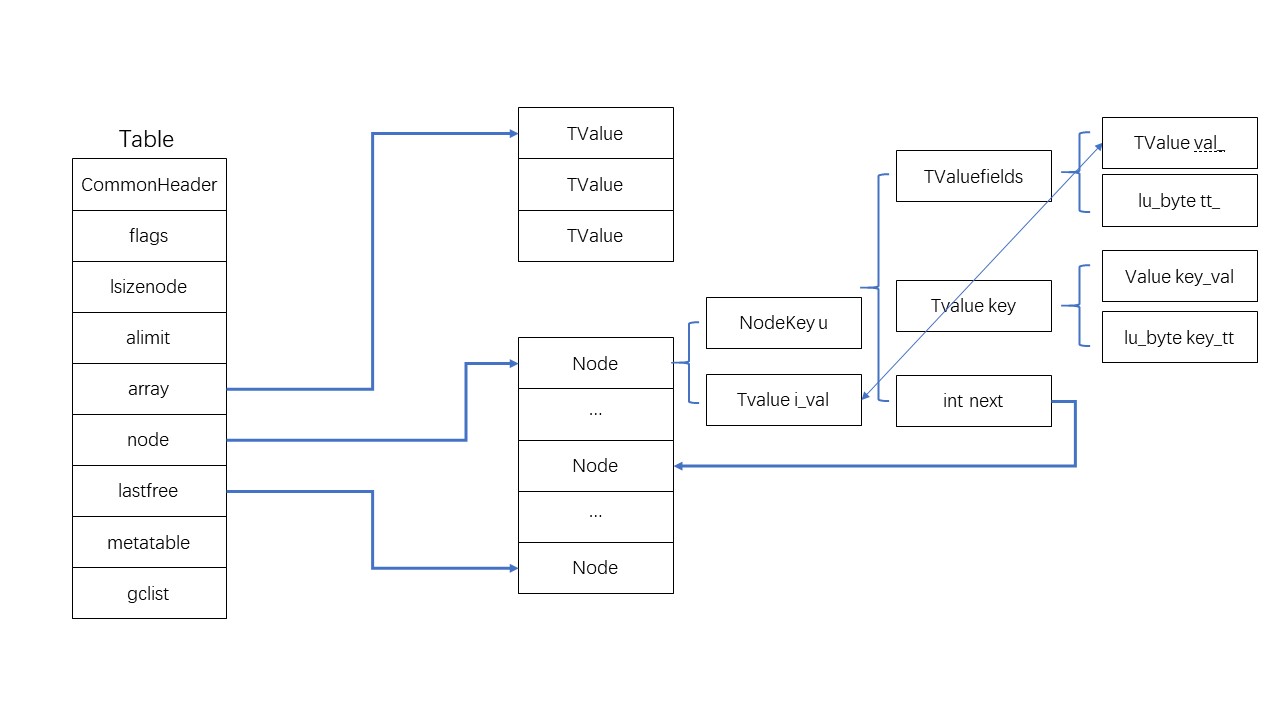 Table
CommonHeader
flags
lsizenode
alimit
array
node
lastfree
metatable
gclist
TValue
TValue
TValue
Node
...
Node
...
Node
NodeKey u
Tvalue i_val
TValuefields
Tvalue key
int next
TValue val_
lu_byte tt_
Value key_val
lu_byte key_tt